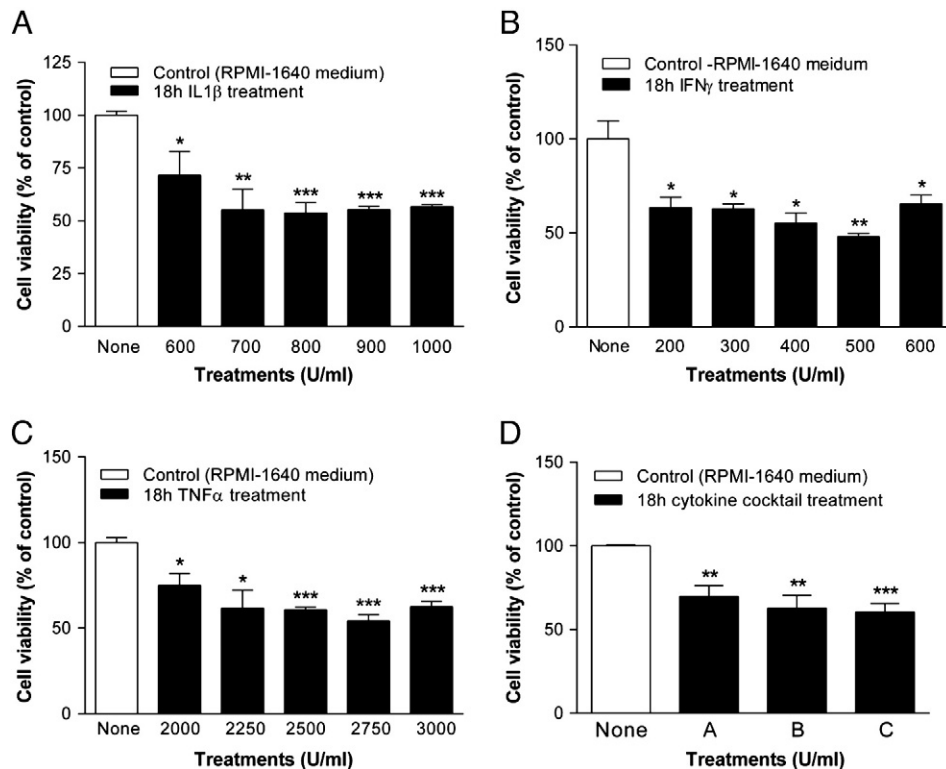 A
Cell viability (% of control)
125
100
75
50
25
0
Control (RPMI-1640 medium)
18h IL1β treatment
*
**
***
***
***
None 600 700 800 900 1000
Treatments (U/ml)
B
Cell viability (% of control)
150
100
50
0
Control -RPMI-1640 meidum
18h IFNγ treatment
*
*
*
**
*
None 200 300 400 500 600
Treatments (U/ml)
C
Cell viability (% of control)
150
100
50
0
Control (RPMI-1640 medium)
18h TNFα treatment
*
*
***
***
***
None 2000 2250 2500 2750 3000
Treatments (U/ml)
D
Cell viability (% of control)
150
100
50
0
Control (RPMI-1640 medium)
18h cytokine cocktail treatment
**
**
***
None A B C
Treatments (U/ml)